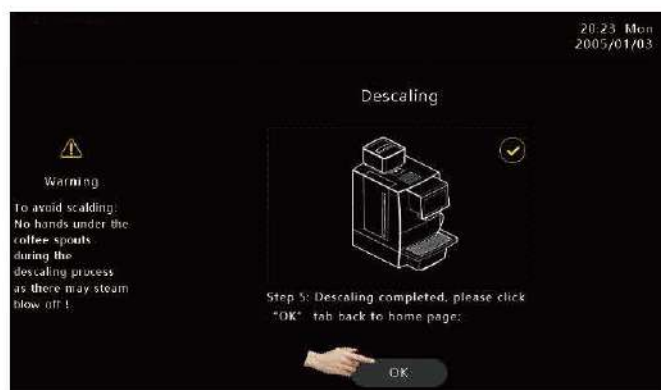 20:23 Mon
2005/01/03
Descaling
Warning
To avoid scalding:
No hands under the
coffee spouts
during the
descaling process
as there may steam
blow off !
Step 5: Descaling completed, please click
"OK" tab back to home page;
OK